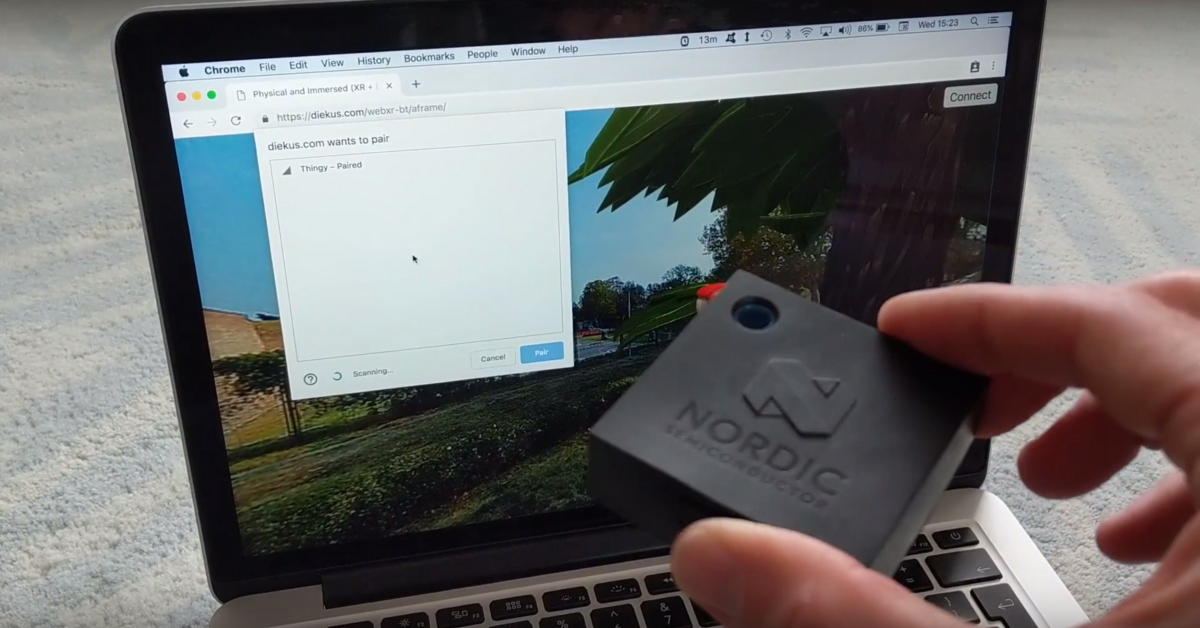 Chrome File Edit View History Bookmarks People Window Help 13m 86% Wed 15:23
Physical and Immersed (XR +
https://diekus.com/webxr-bt/aframe/
Connect
diekus.com wants to pair
Thingy – Paired
Scanning...
Cancel
Pair
NORDIC
SEMICONDUCTOR
&
7
%